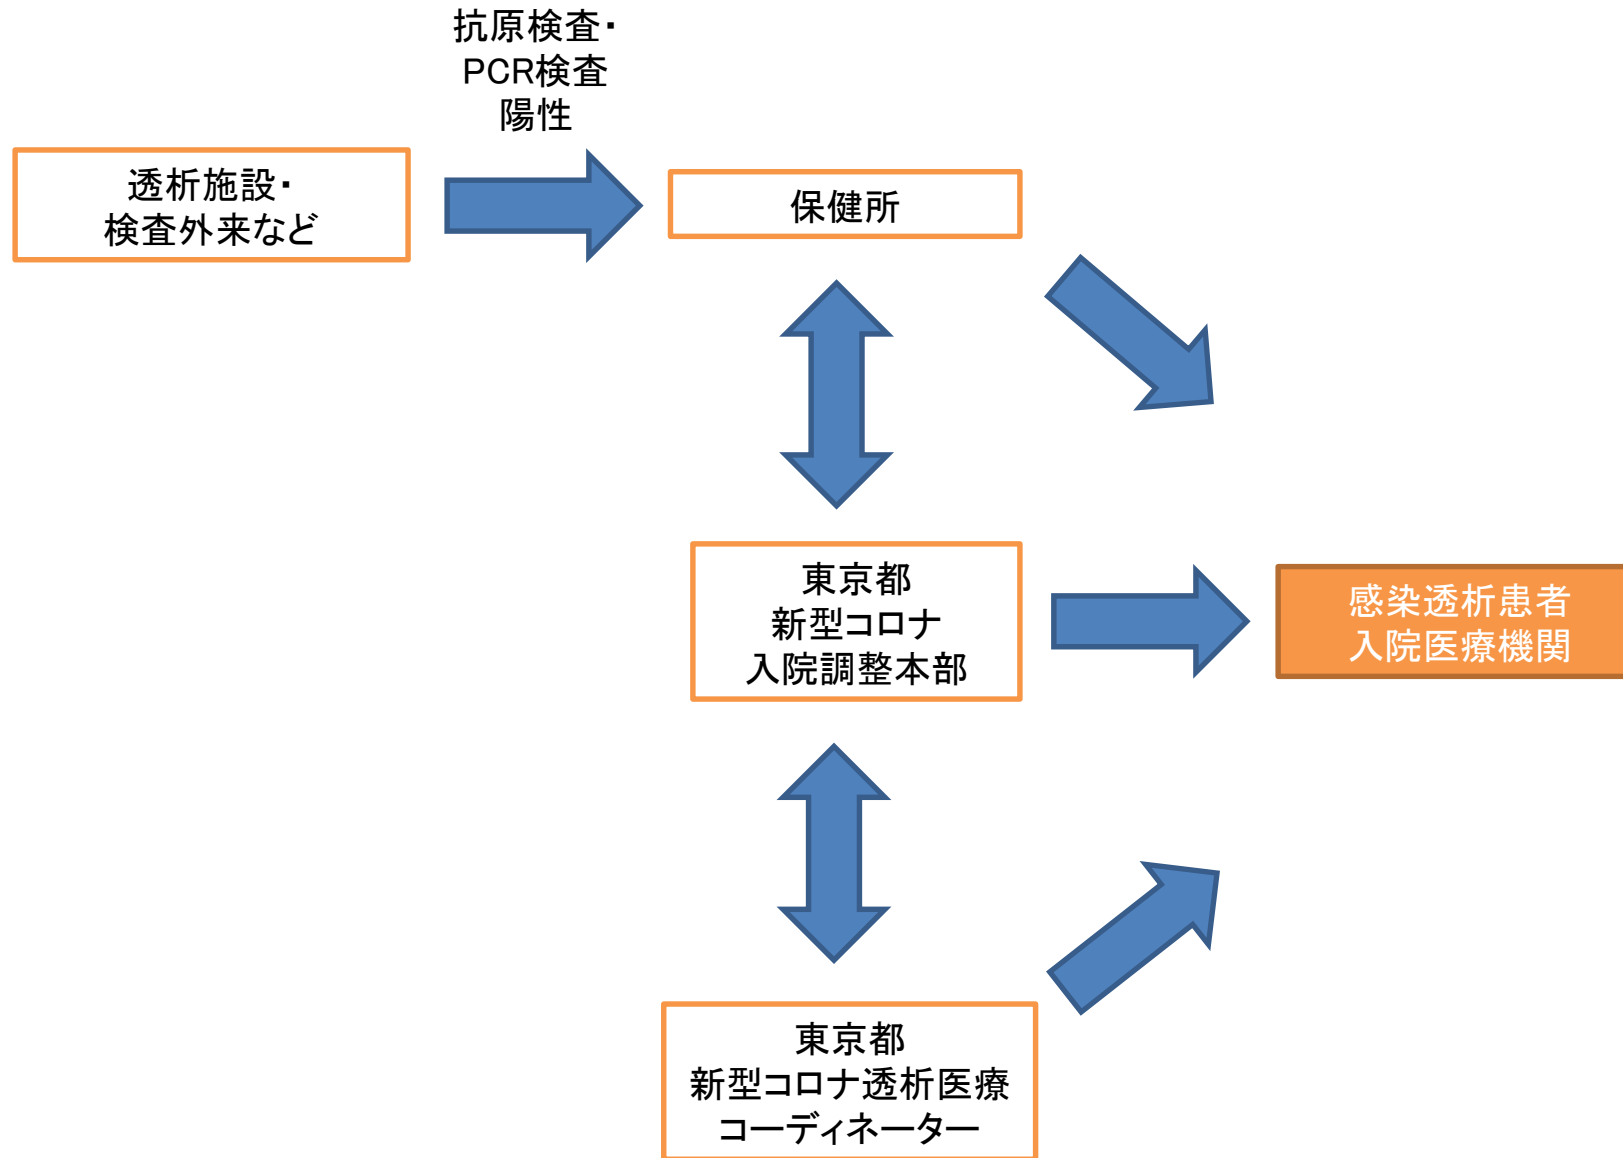 抗原検査・
PCR検査
陽性
透析施設・
検査外来など
保健所
東京都
新型コロナ
入院調整本部
感染透析患者
入院医療機関
東京都
新型コロナ透析医療
コーディネーター